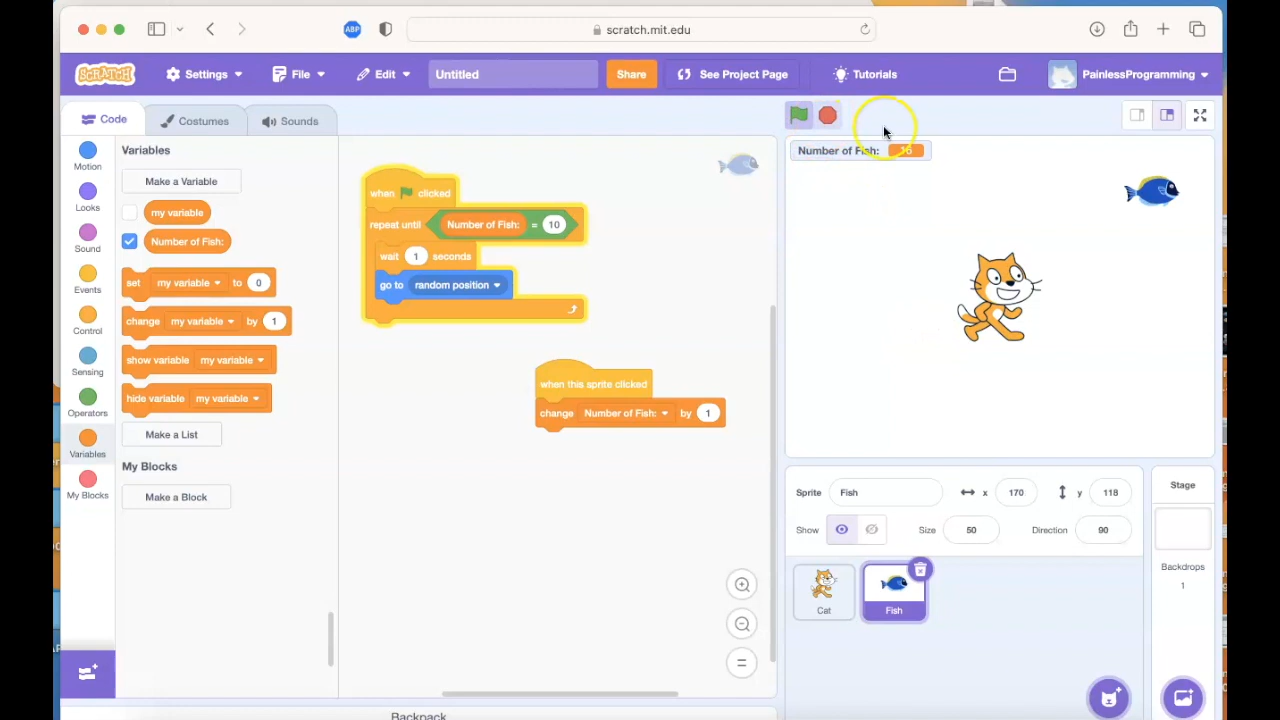 ABP
scratch.mit.edu
SCRATCH
Settings
File
Edit
Untitled
Share
See Project Page
Tutorials
PainlessProgramming
Code
Costumes
Sounds
Motion
Looks
Sound
Events
Control
Sensing
Operators
Variables
My Blocks
Variables
Make a Variable
my variable
Number of Fish:
set my variable to 0
change my variable by 1
show variable my variable
hide variable my variable
Make a List
My Blocks
Make a Block
when clicked
repeat until Number of Fish: = 10
wait 1 seconds
go to random position
when this sprite clicked
change Number of Fish: by 1
Number of Fish:
Sprite Fish x 170 y 118
Show Size 50 Direction 90
Cat
Fish
Stage
Backdrops
1
Backpack